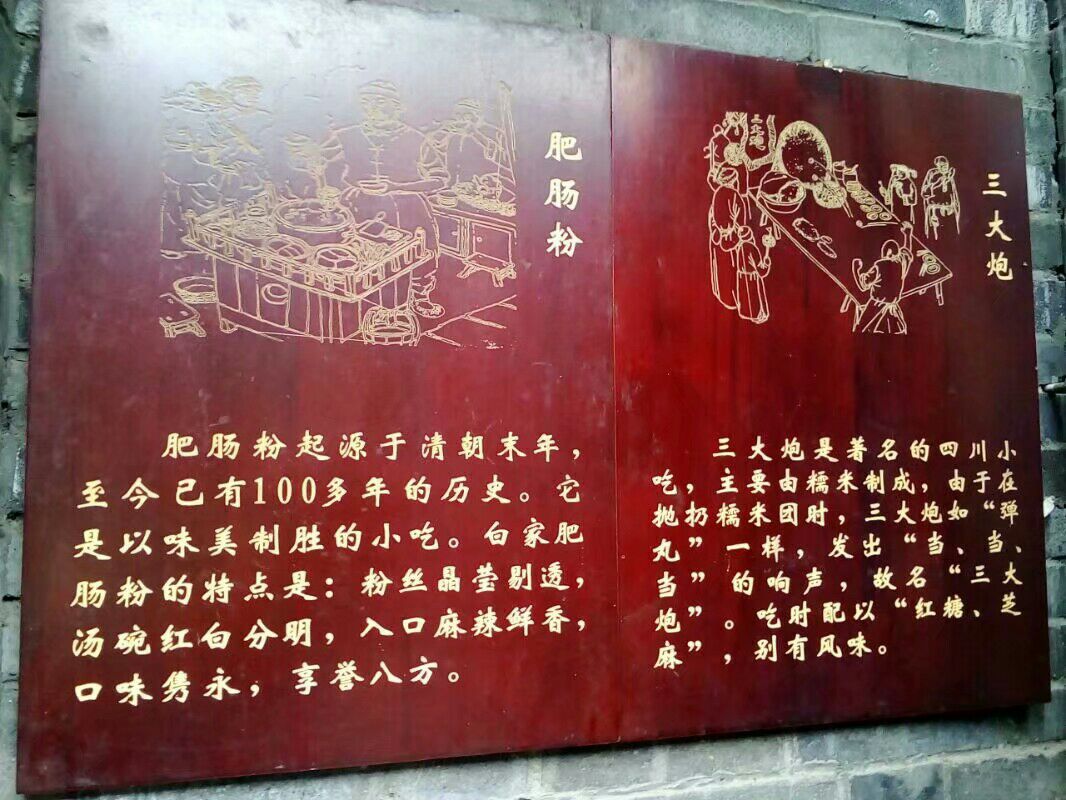 肥肠粉
肥肠粉起源于清朝末年，
至今已有100多年的历史。它
是以味美制胜的小吃。白家肥
肠粉的特点是：粉丝晶莹剔透，
汤碗红白分明，入口麻辣鲜香，
口味隽永，享誉八方。
三大炮
三大炮
三大炮是著名的四川小
吃，主要由糯米制成，由于在
抛扔糯米团时，三大炮如“弹
丸”一样，发出“当、当、
当”的响声，故名“三大
炮”。吃时配以“红糖、芝
麻”，别有风味。